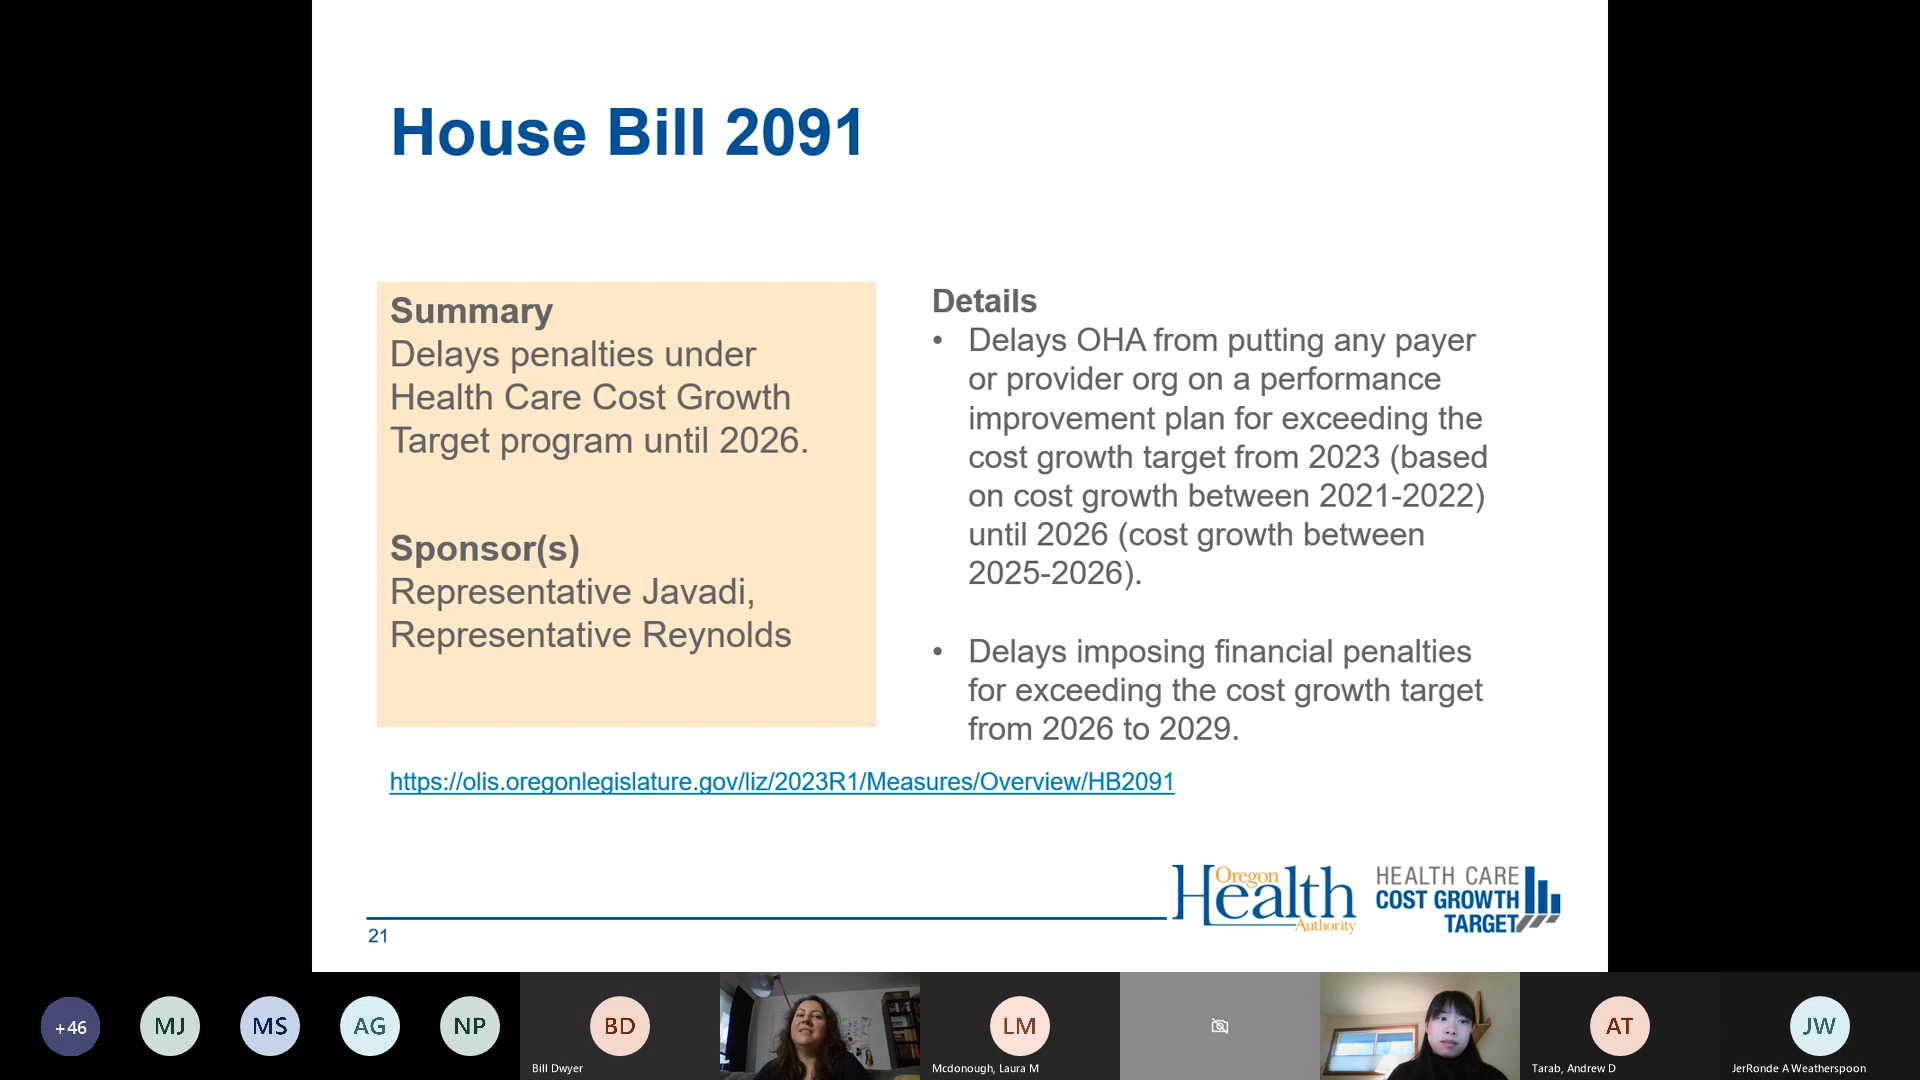 House Bill 2091
Summary
Delays penalties under
Health Care Cost Growth
Target program until 2026.
Sponsor(s)
Representative Javadi,
Representative Reynolds
Details
• Delays OHA from putting any payer
or provider org on a performance
improvement plan for exceeding the
cost growth target from 2023 (based
on cost growth between 2021-2022)
until 2026 (cost growth between
2025-2026).
• Delays imposing financial penalties
for exceeding the cost growth target
from 2026 to 2029.
https://olis.oregonlegislature.gov/liz/2023R1/Measures/Overview/HB2091
Oregon
Health
Authority
HEALTH CARE
COST GROWTH
TARGET
21
+46
MJ
MS
AG
NP
BD
Bill Dwyer
LM
Mcdonough, Laura M
AT
Tarab, Andrew D
JW
JerRonde A Weatherspoon